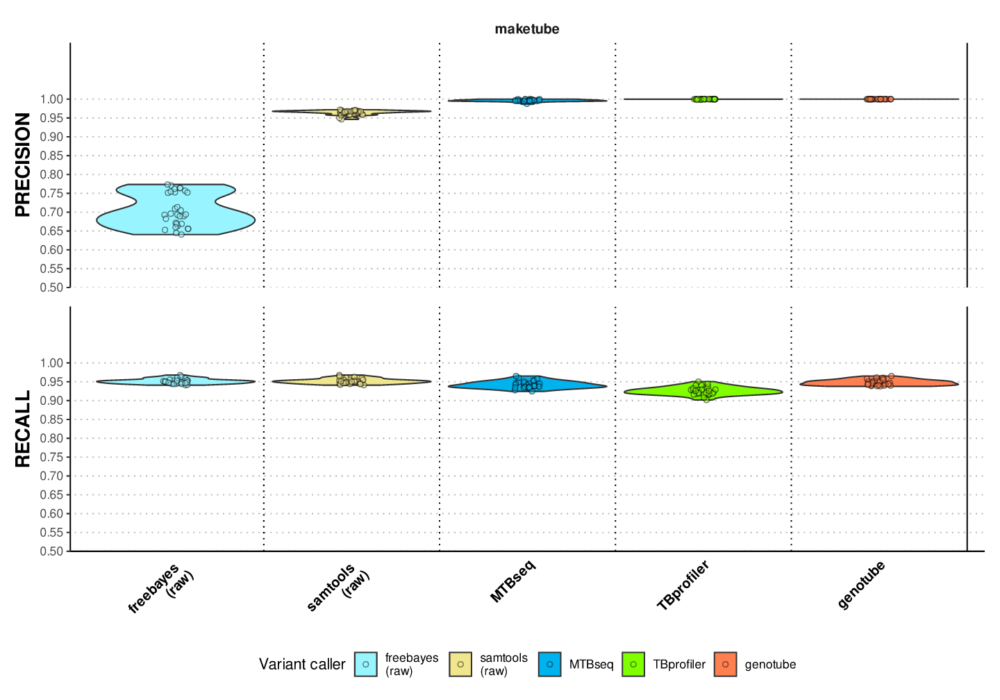 maketube
PRECISION
1.00
0.95
0.90
0.85
0.80
0.75
0.70
0.65
0.60
0.55
0.50
RECALL
1.00
0.95
0.90
0.85
0.80
0.75
0.70
0.65
0.60
0.55
0.50
freebayes
(raw)
samtools
(raw)
MTBseq
TBprofiler
genotube
Variant caller
freebayes
(raw)
samtools
(raw)
MTBseq
TBprofiler
genotube